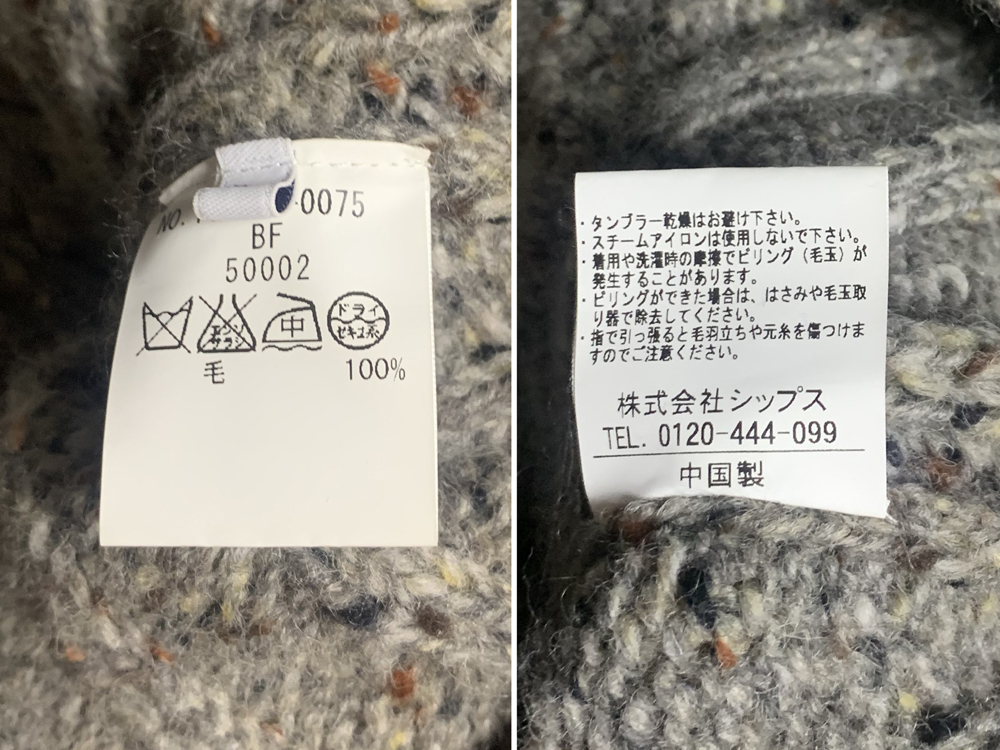 NO.
-0075
BF
50002
エンソ
サラシ
中
ドライ
セキユ系
毛 100%
・タンブラー乾燥はお避け下さい。
・スチームアイロンは使用しないで下さい。
・着用や洗濯時の摩擦でピリング（毛玉）が
発生することがあります。
・ピリングができた場合は、はさみや毛玉取
り器で除去してください。
・指で引っ張ると毛羽立ちや元糸を傷つけま
すのでご注意ください。
株式会社シップス
TEL. 0120-444-099
中国製